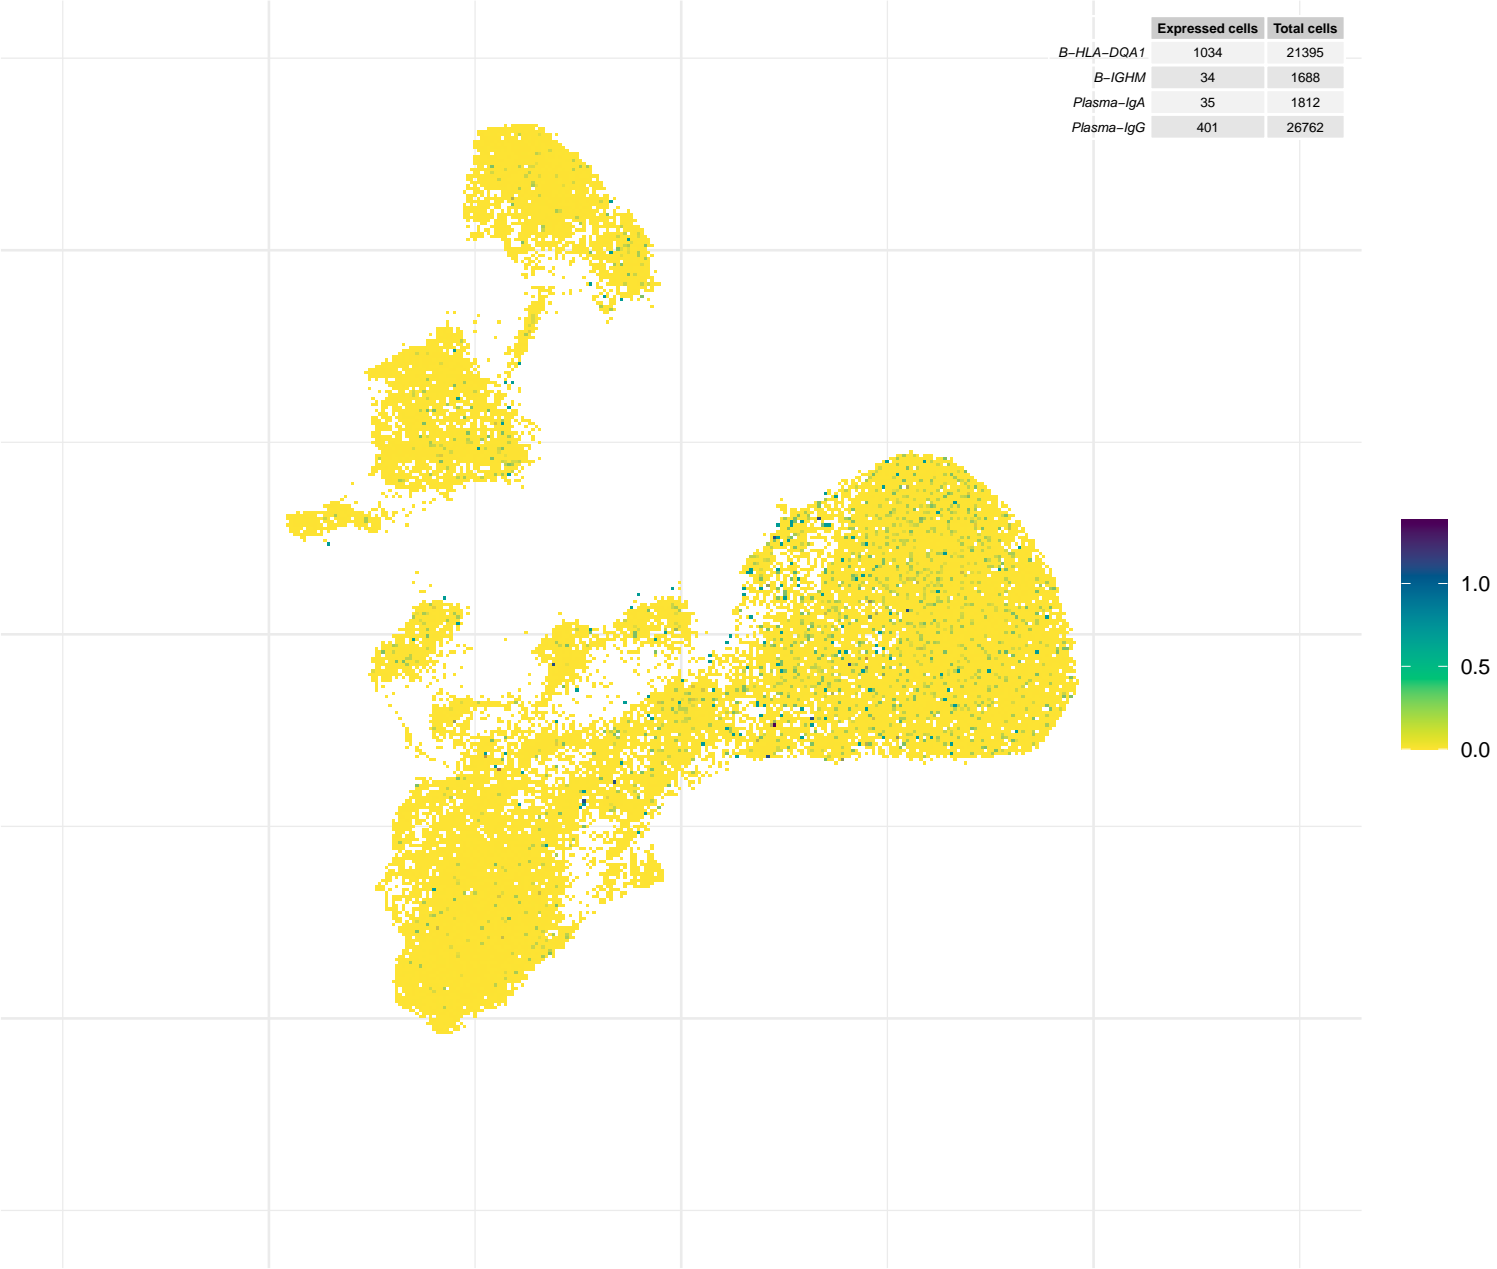 Expressed cells Total cells
B−HLA−DQA1 1034 21395
B−IGHM 34 1688
Plasma−IgA 35 1812
Plasma−IgG 401 26762
1.0
0.5
0.0